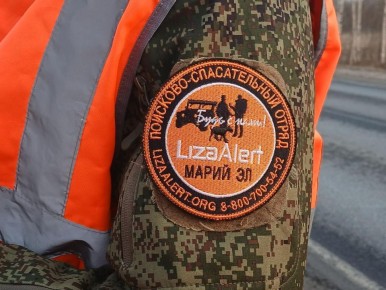 ПОИСКОВО-СПАСАТЕЛЬНЫЙ ОТРЯД
Будь с нами!
LizaAlert
МАРИЙ ЭЛ
LIZAALERT.ORG 8-800-700-54-52